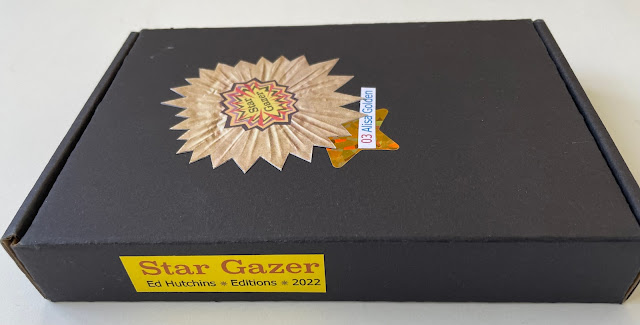 Star
Gazer
03 Alisa Golden
Star Gazer
Ed Hutchins ✷ Editions ✷ 2022